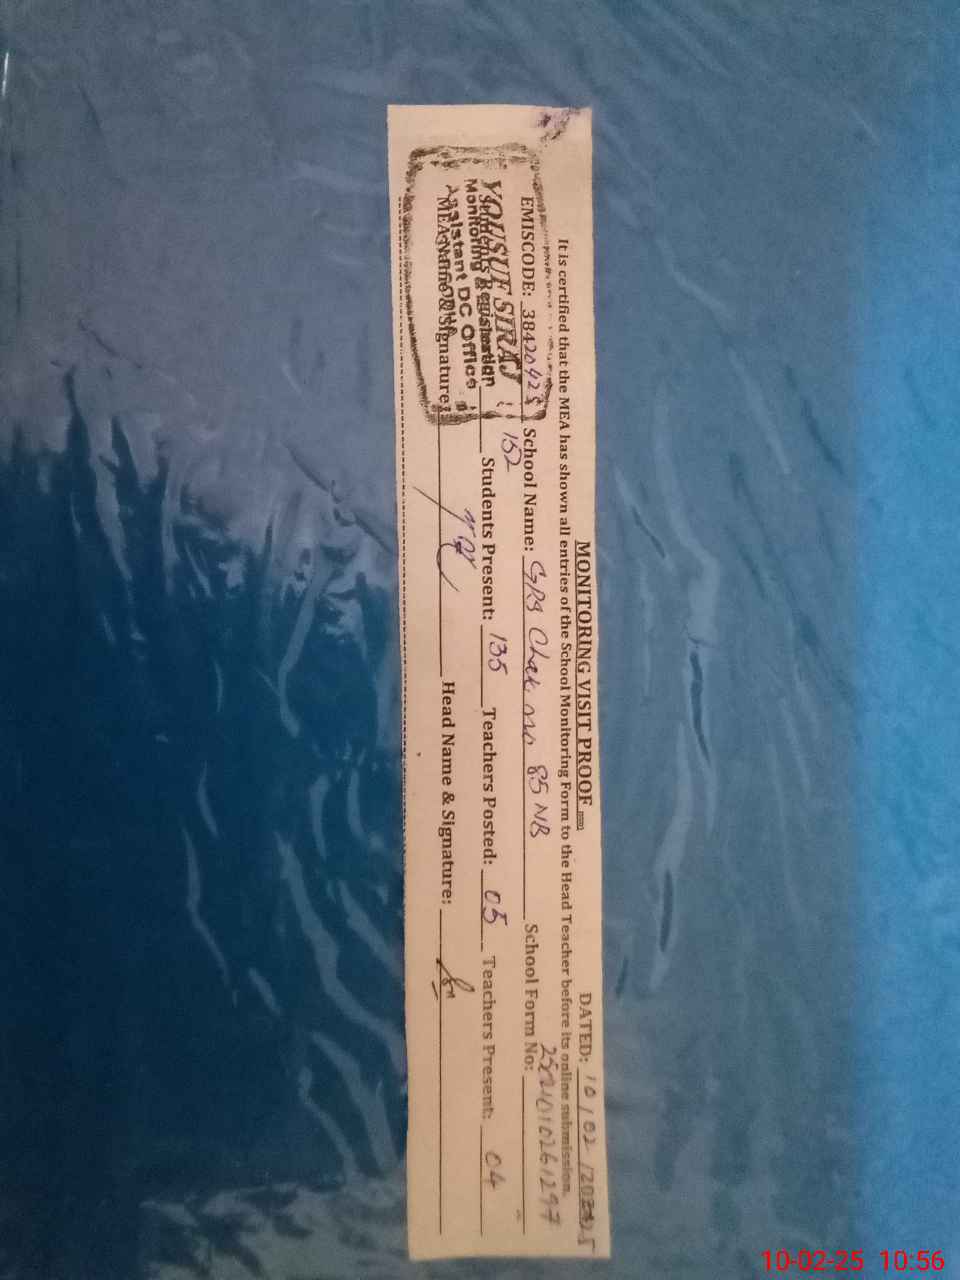 MONITORING VISIT PROOF
DATED: 10/02/2025
It is certified that the MEA has shown all entries of the School Monitoring Form to the Head Teacher before its online submission.
EMISCODE: 38420425 School Name: GPS Chak no 85 NB School Form No:
Students Registration 152 Students Present: 135 Teachers Posted: 05 Teachers Present: 04
MEA Name & Signature: Head Name & Signature:
YOUSUF SIRAJ
Monitoring &
Assistant DC Office
10-02-25 10:56